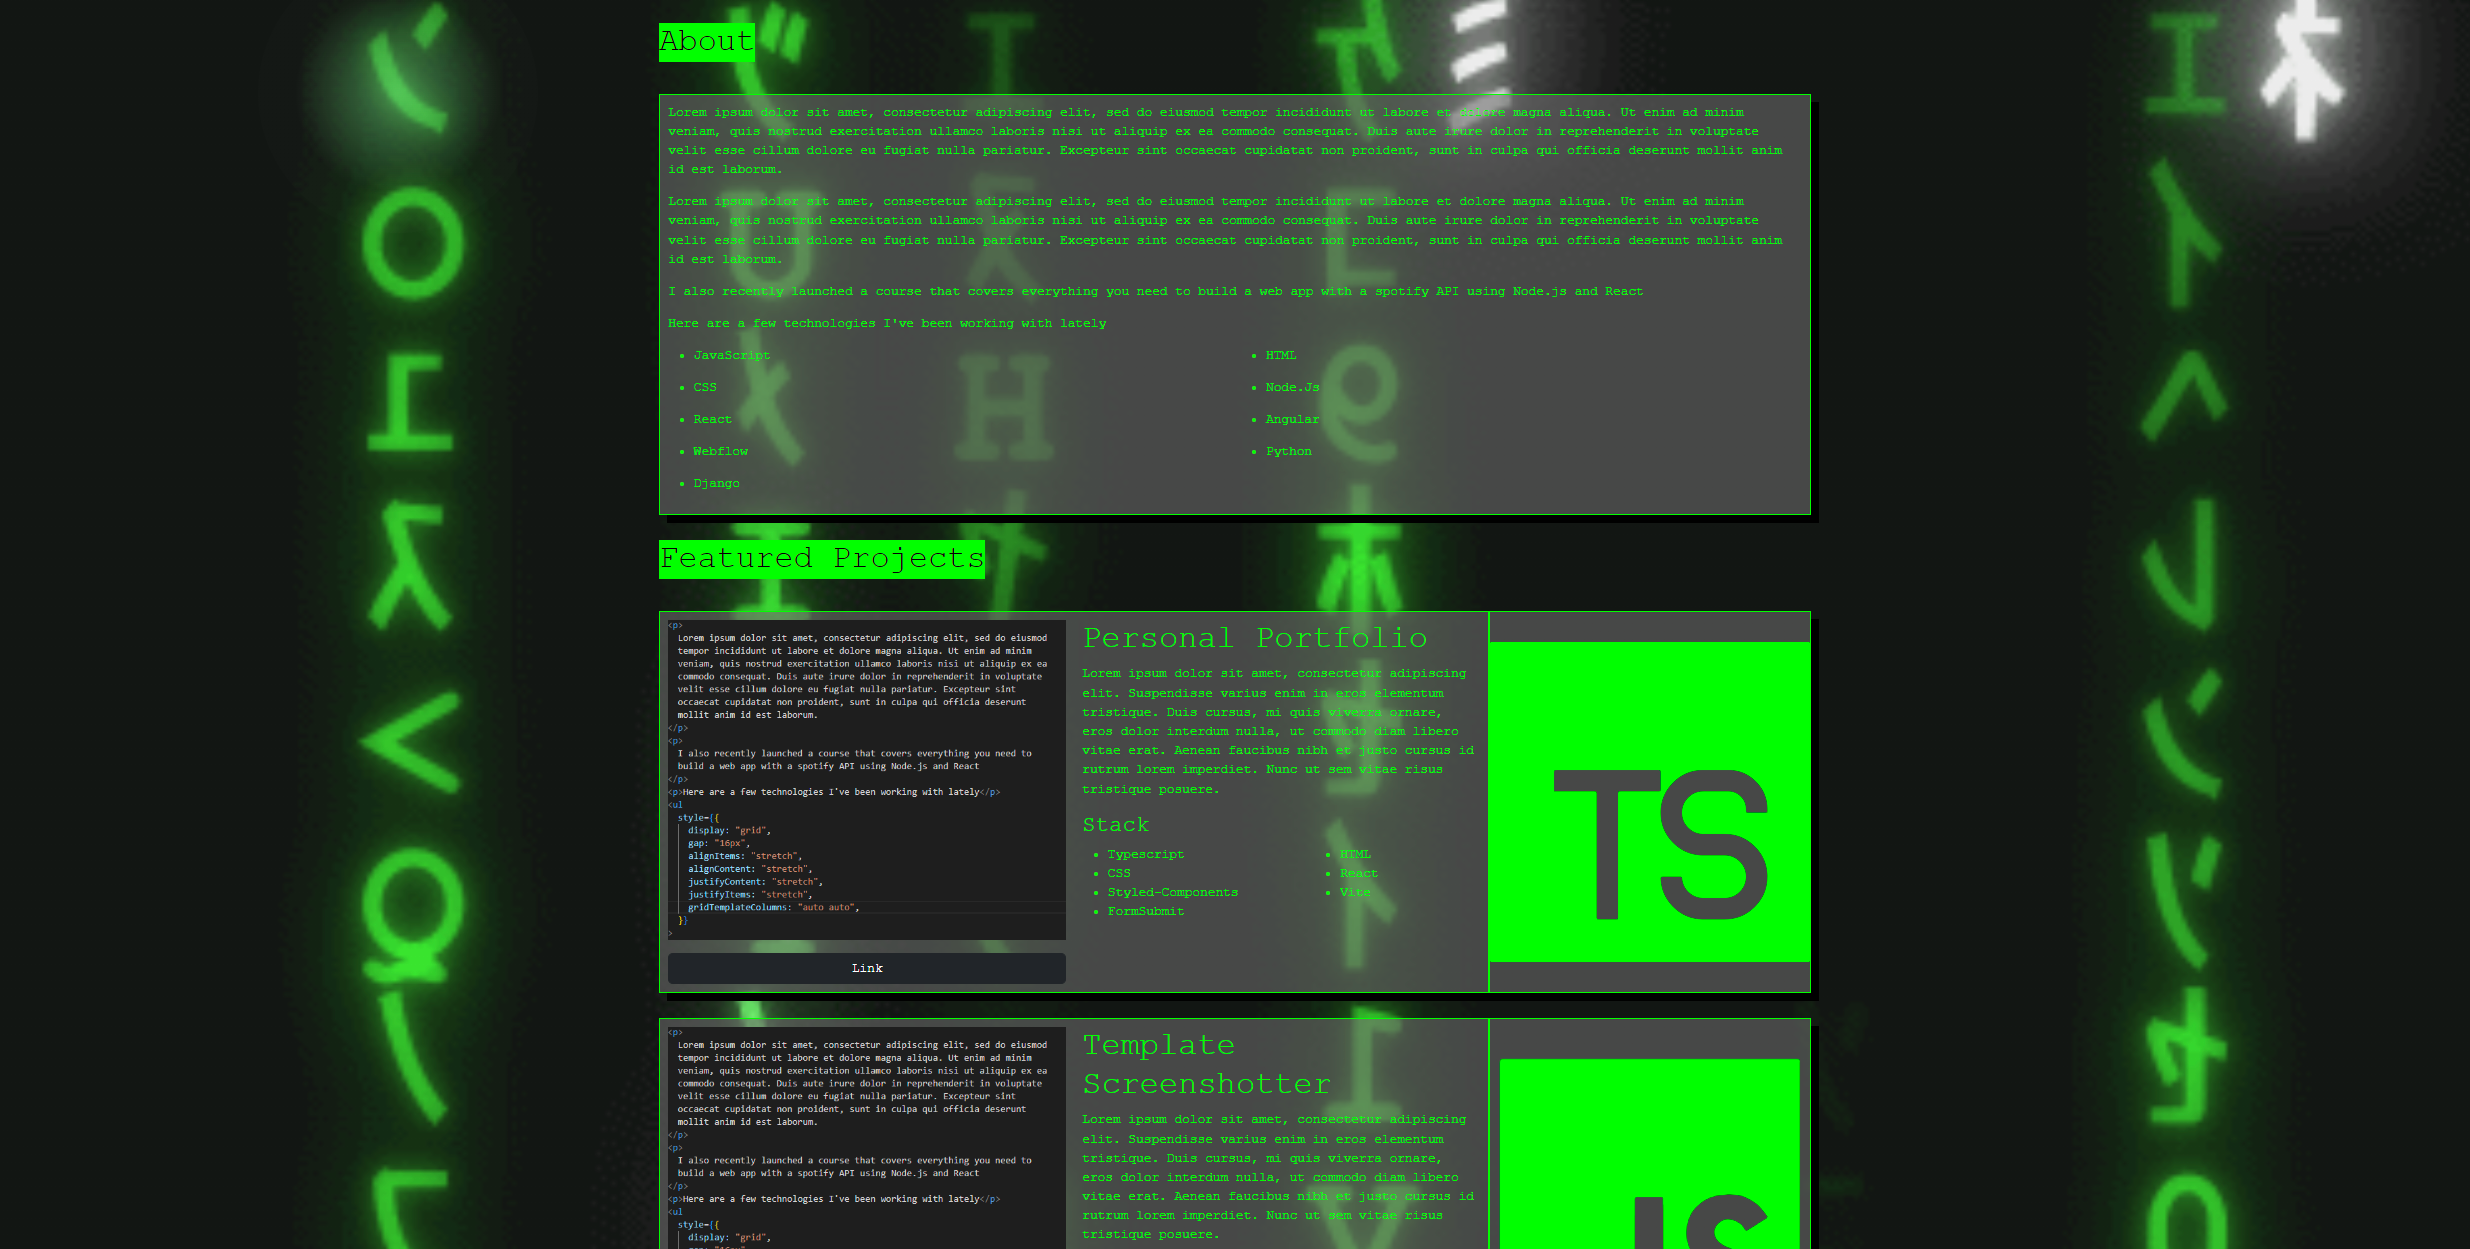 About
Lorem ipsum dolor sit amet, consectetur adipiscing elit, sed do eiusmod tempor incididunt ut labore et dolore magna aliqua. Ut enim ad minim
veniam, quis nostrud exercitation ullamco laboris nisi ut aliquip ex ea commodo consequat. Duis aute irure dolor in reprehenderit in voluptate
velit esse cillum dolore eu fugiat nulla pariatur. Excepteur sint occaecat cupidatat non proident, sunt in culpa qui officia deserunt mollit anim
id est laborum.
Lorem ipsum dolor sit amet, consectetur adipiscing elit, sed do eiusmod tempor incididunt ut labore et dolore magna aliqua. Ut enim ad minim
veniam, quis nostrud exercitation ullamco laboris nisi ut aliquip ex ea commodo consequat. Duis aute irure dolor in reprehenderit in voluptate
velit esse cillum dolore eu fugiat nulla pariatur. Excepteur sint occaecat cupidatat non proident, sunt in culpa qui officia deserunt mollit anim
id est laborum.
I also recently launched a course that covers everything you need to build a web app with a spotify API using Node.js and React
Here are a few technologies I've been working with lately
• JavaScript
• HTML
• CSS
• Node.Js
• React
• Angular
• Webflow
• Python
• Django
Featured Projects
<p>
Lorem ipsum dolor sit amet, consectetur adipiscing elit, sed do eiusmod
tempor incididunt ut labore et dolore magna aliqua. Ut enim ad minim
veniam, quis nostrud exercitation ullamco laboris nisi ut aliquip ex ea
commodo consequat. Duis aute irure dolor in reprehenderit in voluptate
velit esse cillum dolore eu fugiat nulla pariatur. Excepteur sint
occaecat cupidatat non proident, sunt in culpa qui officia deserunt
mollit anim id est laborum.
</p>
<p>
I also recently launched a course that covers everything you need to
build a web app with a spotify API using Node.js and React
</p>
<p>Here are a few technologies I've been working with lately</p>
<ul
style={{
display: "grid",
gap: "16px",
alignItems: "stretch",
alignContent: "stretch",
justifyContent: "stretch",
justifyItems: "stretch",
gridTemplateColumns: "auto auto",
}}
>
Link
Personal Portfolio
Lorem ipsum dolor sit amet, consectetur adipiscing
elit. Suspendisse varius enim in eros elementum
tristique. Duis cursus, mi quis viverra ornare,
eros dolor interdum nulla, ut commodo diam libero
vitae erat. Aenean faucibus nibh et justo cursus id
rutrum lorem imperdiet. Nunc ut sem vitae risus
tristique posuere.
Stack
• Typescript
• HTML
• CSS
• React
• Styled-Components
• Vite
• FormSubmit
TS
<p>
Lorem ipsum dolor sit amet, consectetur adipiscing elit, sed do eiusmod
tempor incididunt ut labore et dolore magna aliqua. Ut enim ad minim
veniam, quis nostrud exercitation ullamco laboris nisi ut aliquip ex ea
commodo consequat. Duis aute irure dolor in reprehenderit in voluptate
velit esse cillum dolore eu fugiat nulla pariatur. Excepteur sint
occaecat cupidatat non proident, sunt in culpa qui officia deserunt
mollit anim id est laborum.
</p>
<p>
I also recently launched a course that covers everything you need to
build a web app with a spotify API using Node.js and React
</p>
<p>Here are a few technologies I've been working with lately</p>
<ul
style={{
display: "grid",
Template
Screenshotter
Lorem ipsum dolor sit amet, consectetur adipiscing
elit. Suspendisse varius enim in eros elementum
tristique. Duis cursus, mi quis viverra ornare,
eros dolor interdum nulla, ut commodo diam libero
vitae erat. Aenean faucibus nibh et justo cursus id
rutrum lorem imperdiet. Nunc ut sem vitae risus
tristique posuere.
JS